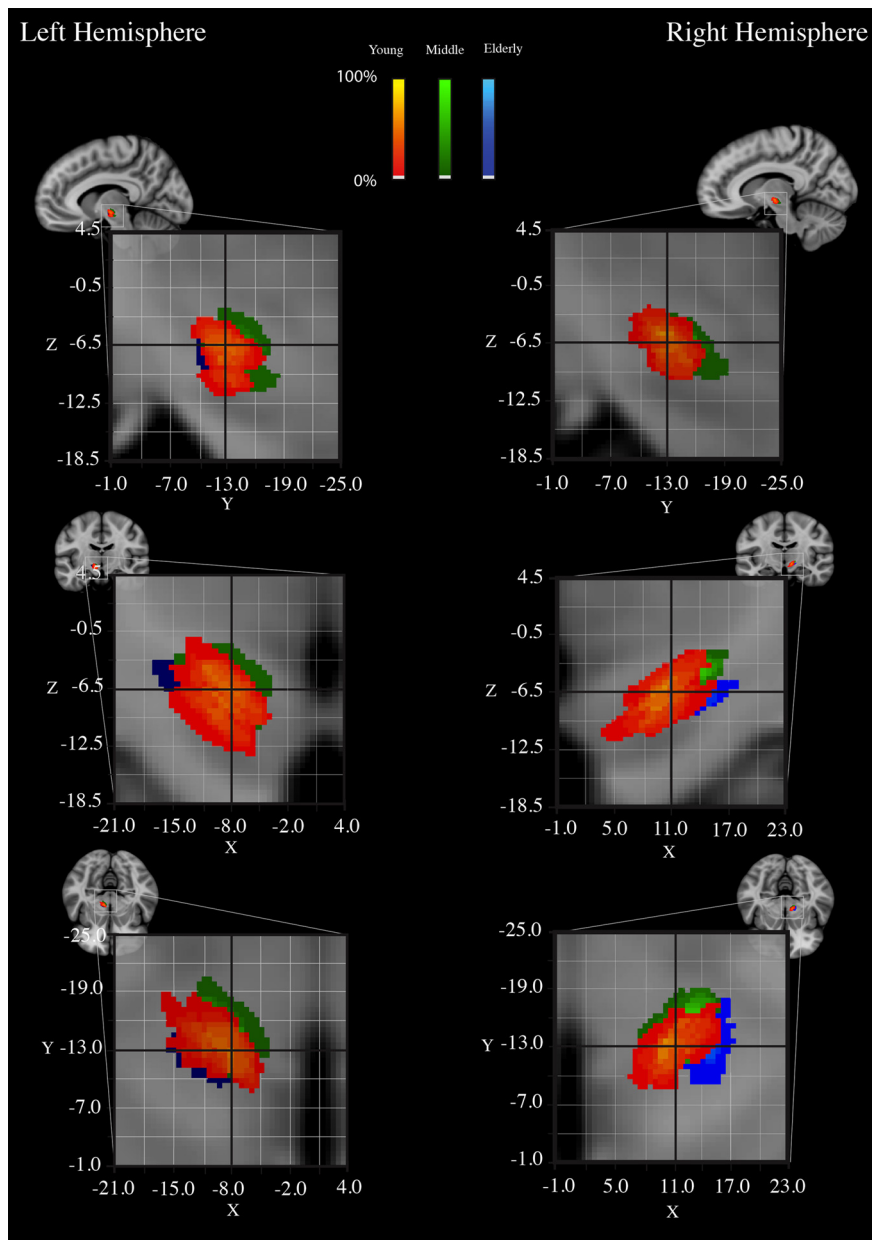 Left Hemisphere
Right Hemisphere
Young Middle Elderly
100%
0%
4.5
-0.5
Z -6.5
-12.5
-18.5
-1.0 -7.0 -13.0 -19.0 -25.0
Y
4.5
-0.5
Z -6.5
-12.5
-18.5
-1.0 -7.0 -13.0 -19.0 -25.0
Y
4.5
-0.5
Z -6.5
-12.5
-18.5
-21.0 -15.0 -8.0 -2.0 4.0
X
4.5
-0.5
Z -6.5
-12.5
-18.5
-1.0 5.0 11.0 17.0 23.0
X
-25.0
-19.0
Y -13.0
-7.0
-1.0
-21.0 -15.0 -8.0 -2.0 4.0
X
-25.0
-19.0
Y -13.0
-7.0
-1.0
-1.0 5.0 11.0 17.0 23.0
X